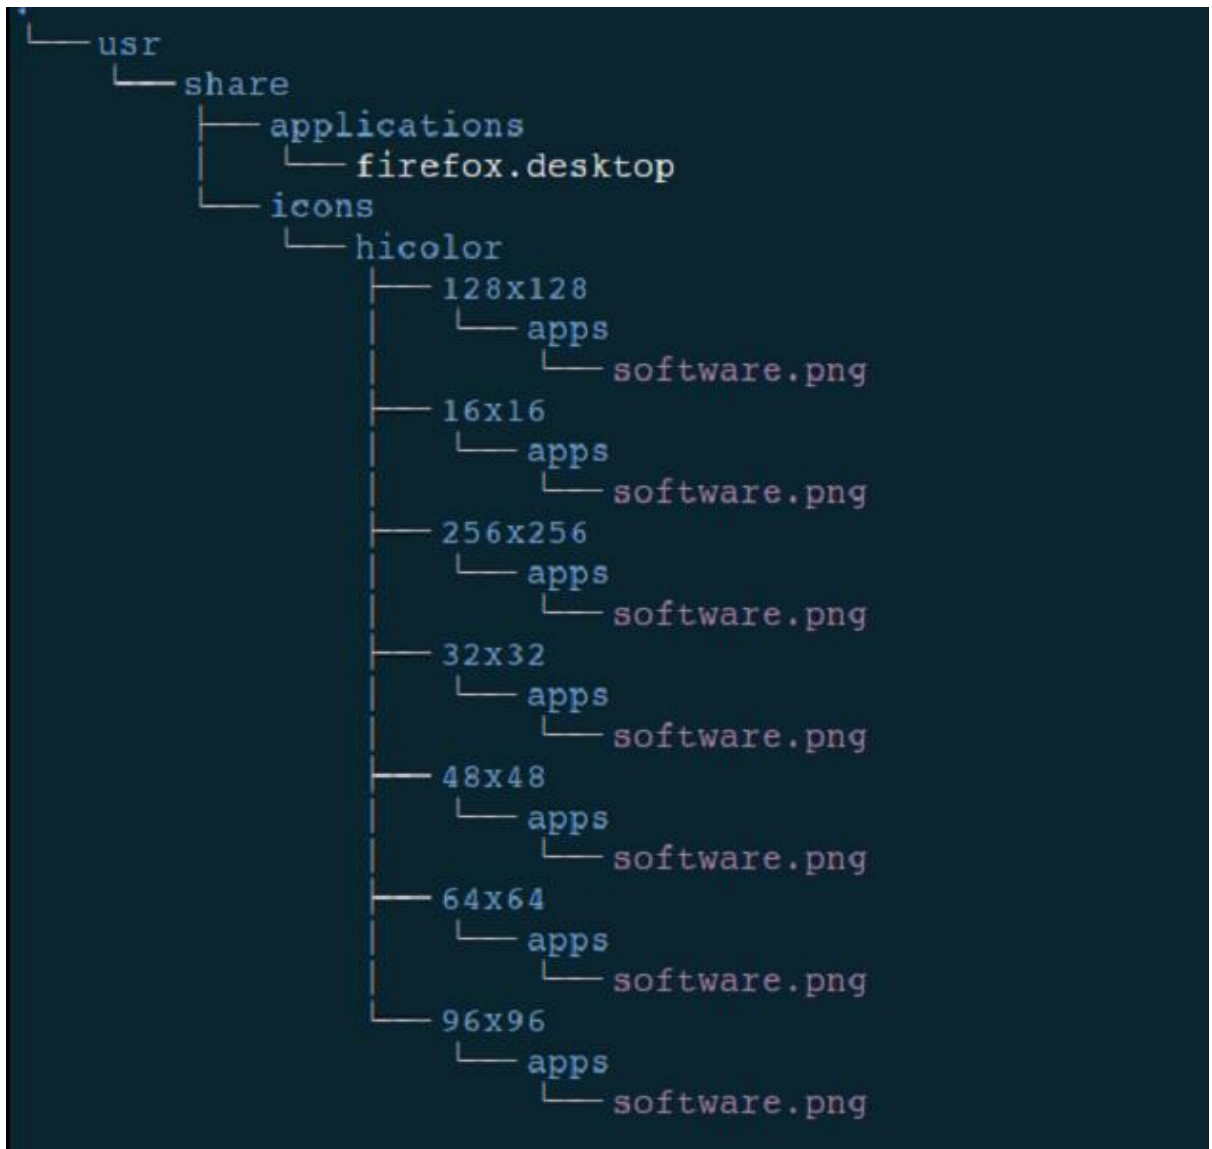 .
└── usr
    └── share
        ├── applications
        │   └── firefox.desktop
        └── icons
            └── hicolor
                ├── 128x128
                │   └── apps
                │       └── software.png
                ├── 16x16
                │   └── apps
                │       └── software.png
                ├── 256x256
                │   └── apps
                │       └── software.png
                ├── 32x32
                │   └── apps
                │       └── software.png
                ├── 48x48
                │   └── apps
                │       └── software.png
                ├── 64x64
                │   └── apps
                │       └── software.png
                └── 96x96
                    └── apps
                        └── software.png